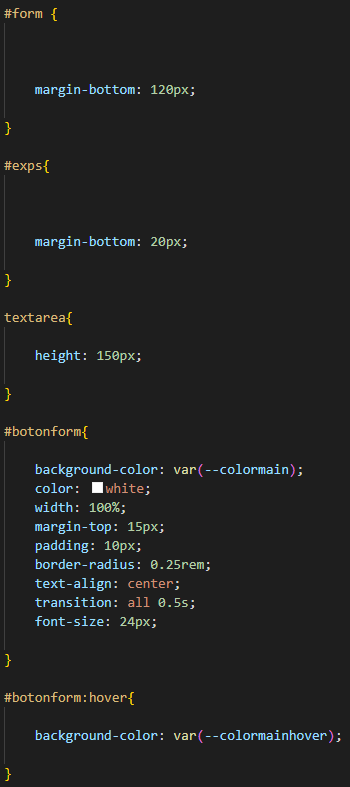 #form {
margin-bottom: 120px;
}
#exps{
margin-bottom: 20px;
}
textarea{
height: 150px;
}
#botonform{
background-color: var(--colormain);
color: white;
width: 100%;
margin-top: 15px;
padding: 10px;
border-radius: 0.25rem;
text-align: center;
transition: all 0.5s;
font-size: 24px;
}
#botonform:hover{
background-color: var(--colormainhover);
}